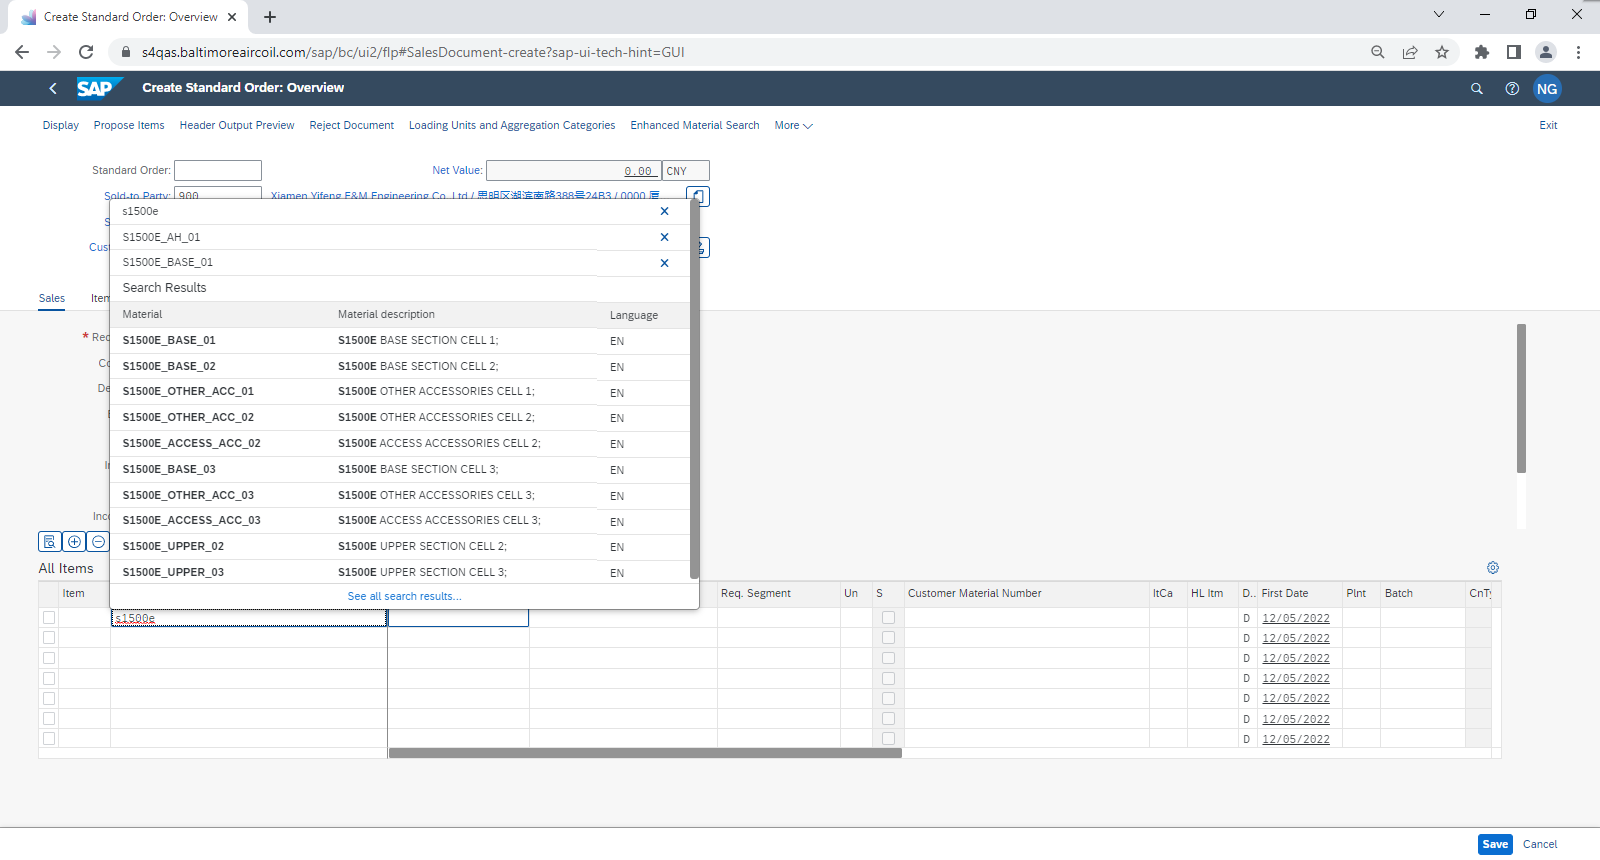 Create Standard Order: Overview
s4qas.baltimoreaircoil.com/sap/bc/ui2/flp#SalesDocument-create?sap-ui-tech-hint=GUI
SAP Create Standard Order: Overview NG
Display Propose Items Header Output Preview Reject Document Loading Units and Aggregation Categories Enhanced Material Search More Exit
Standard Order: Net Value: 0.00 CNY
Sold-to Party: 900 Xiamen Yifeng E&M Engineering Co. Ltd / 思明区湖滨南路388号24B3 / 0000 厦
s1500e
S1500E_AH_01
Cust
S1500E_BASE_01
Search Results
Sales Item
Material Material description Language
* Rec S1500E_BASE_01 S1500E BASE SECTION CELL 1; EN
Co S1500E_BASE_02 S1500E BASE SECTION CELL 2; EN
De S1500E_OTHER_ACC_01 S1500E OTHER ACCESSORIES CELL 1; EN
S1500E_OTHER_ACC_02 S1500E OTHER ACCESSORIES CELL 2; EN
S1500E_ACCESS_ACC_02 S1500E ACCESS ACCESSORIES CELL 2; EN
S1500E_BASE_03 S1500E BASE SECTION CELL 3; EN
S1500E_OTHER_ACC_03 S1500E OTHER ACCESSORIES CELL 3; EN
Inco S1500E_ACCESS_ACC_03 S1500E ACCESS ACCESSORIES CELL 3; EN
S1500E_UPPER_02 S1500E UPPER SECTION CELL 2; EN
All Items S1500E_UPPER_03 S1500E UPPER SECTION CELL 3; EN
See all search results...
Item Req. Segment Un S Customer Material Number ItCa HL Itm D.. First Date Plnt Batch CnTy
s1500e D 12/05/2022
D 12/05/2022
D 12/05/2022
D 12/05/2022
D 12/05/2022
D 12/05/2022
D 12/05/2022
Save Cancel